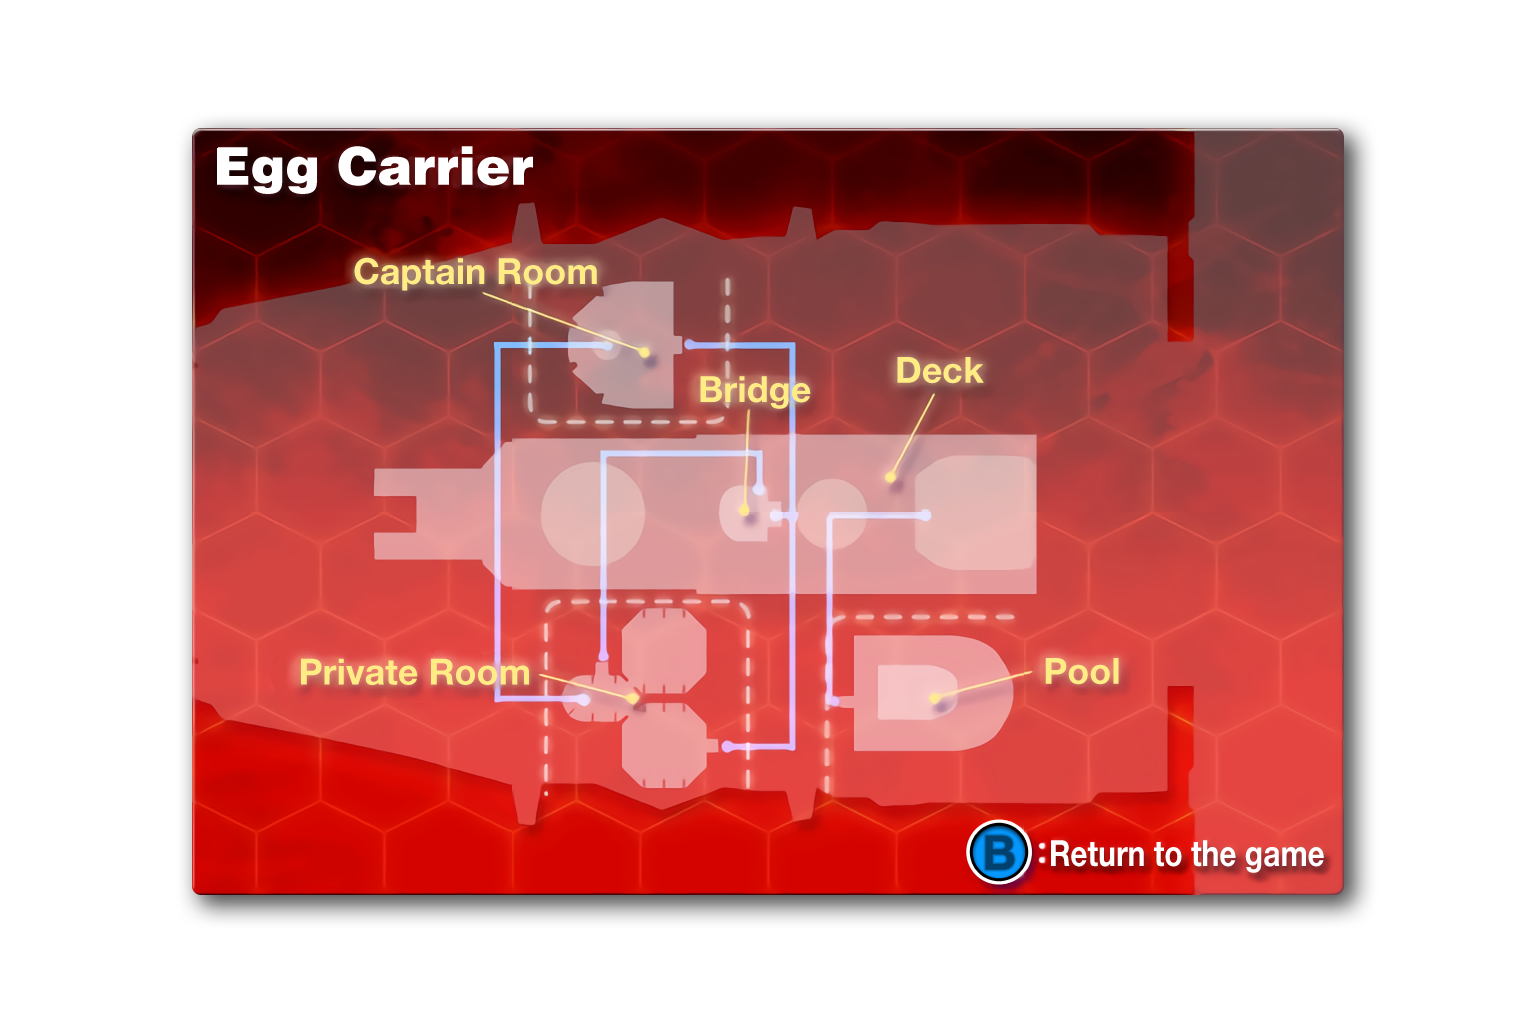 Egg Carrier
Captain Room
Deck
Bridge
Private Room
Pool
B :Return to the game